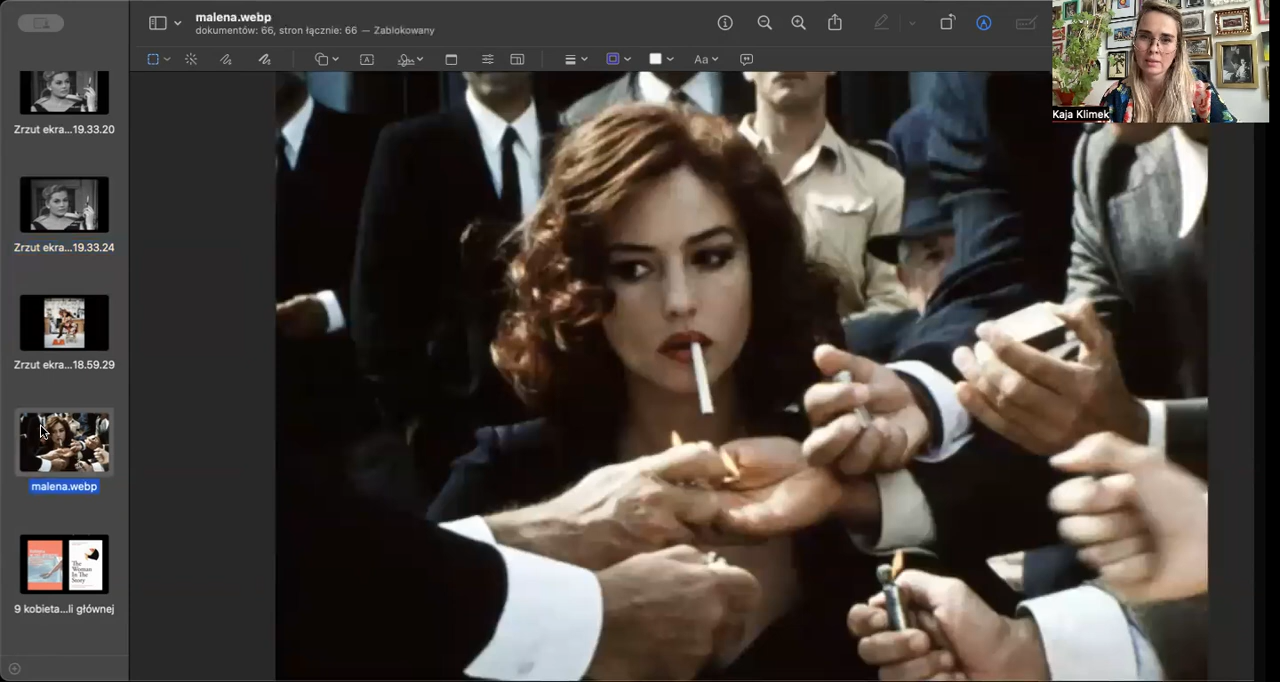 malena.webp
dokumentów: 66, stron łącznie: 66 — Zablokowany
Aa
Kaja Klimek
Zrzut ekra...19.33.20
Zrzut ekra...19.33.24
Zrzut ekra...18.59.29
malena.webp
The
Woman
In The
Story
9 kobieta...li głównej